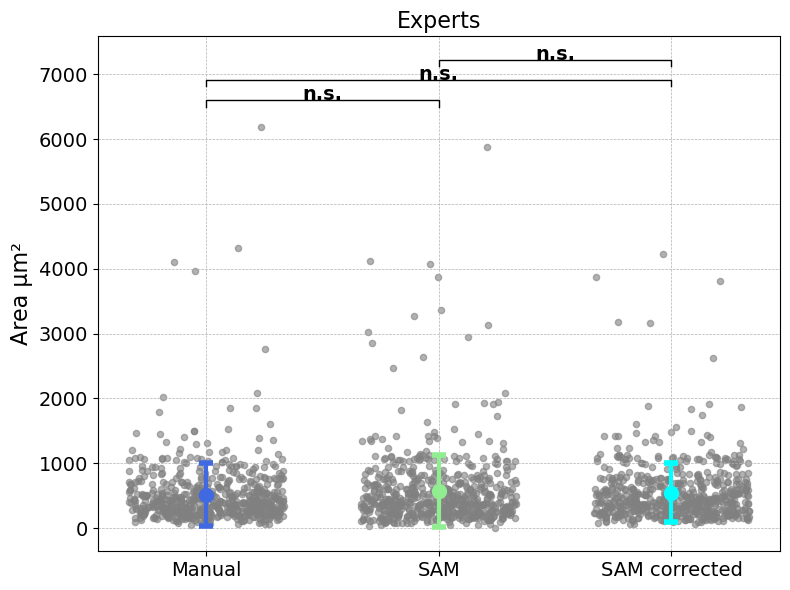 Experts
n.s.
n.s.
n.s.
Area µm²
7000
6000
5000
4000
3000
2000
1000
0
Manual
SAM
SAM corrected